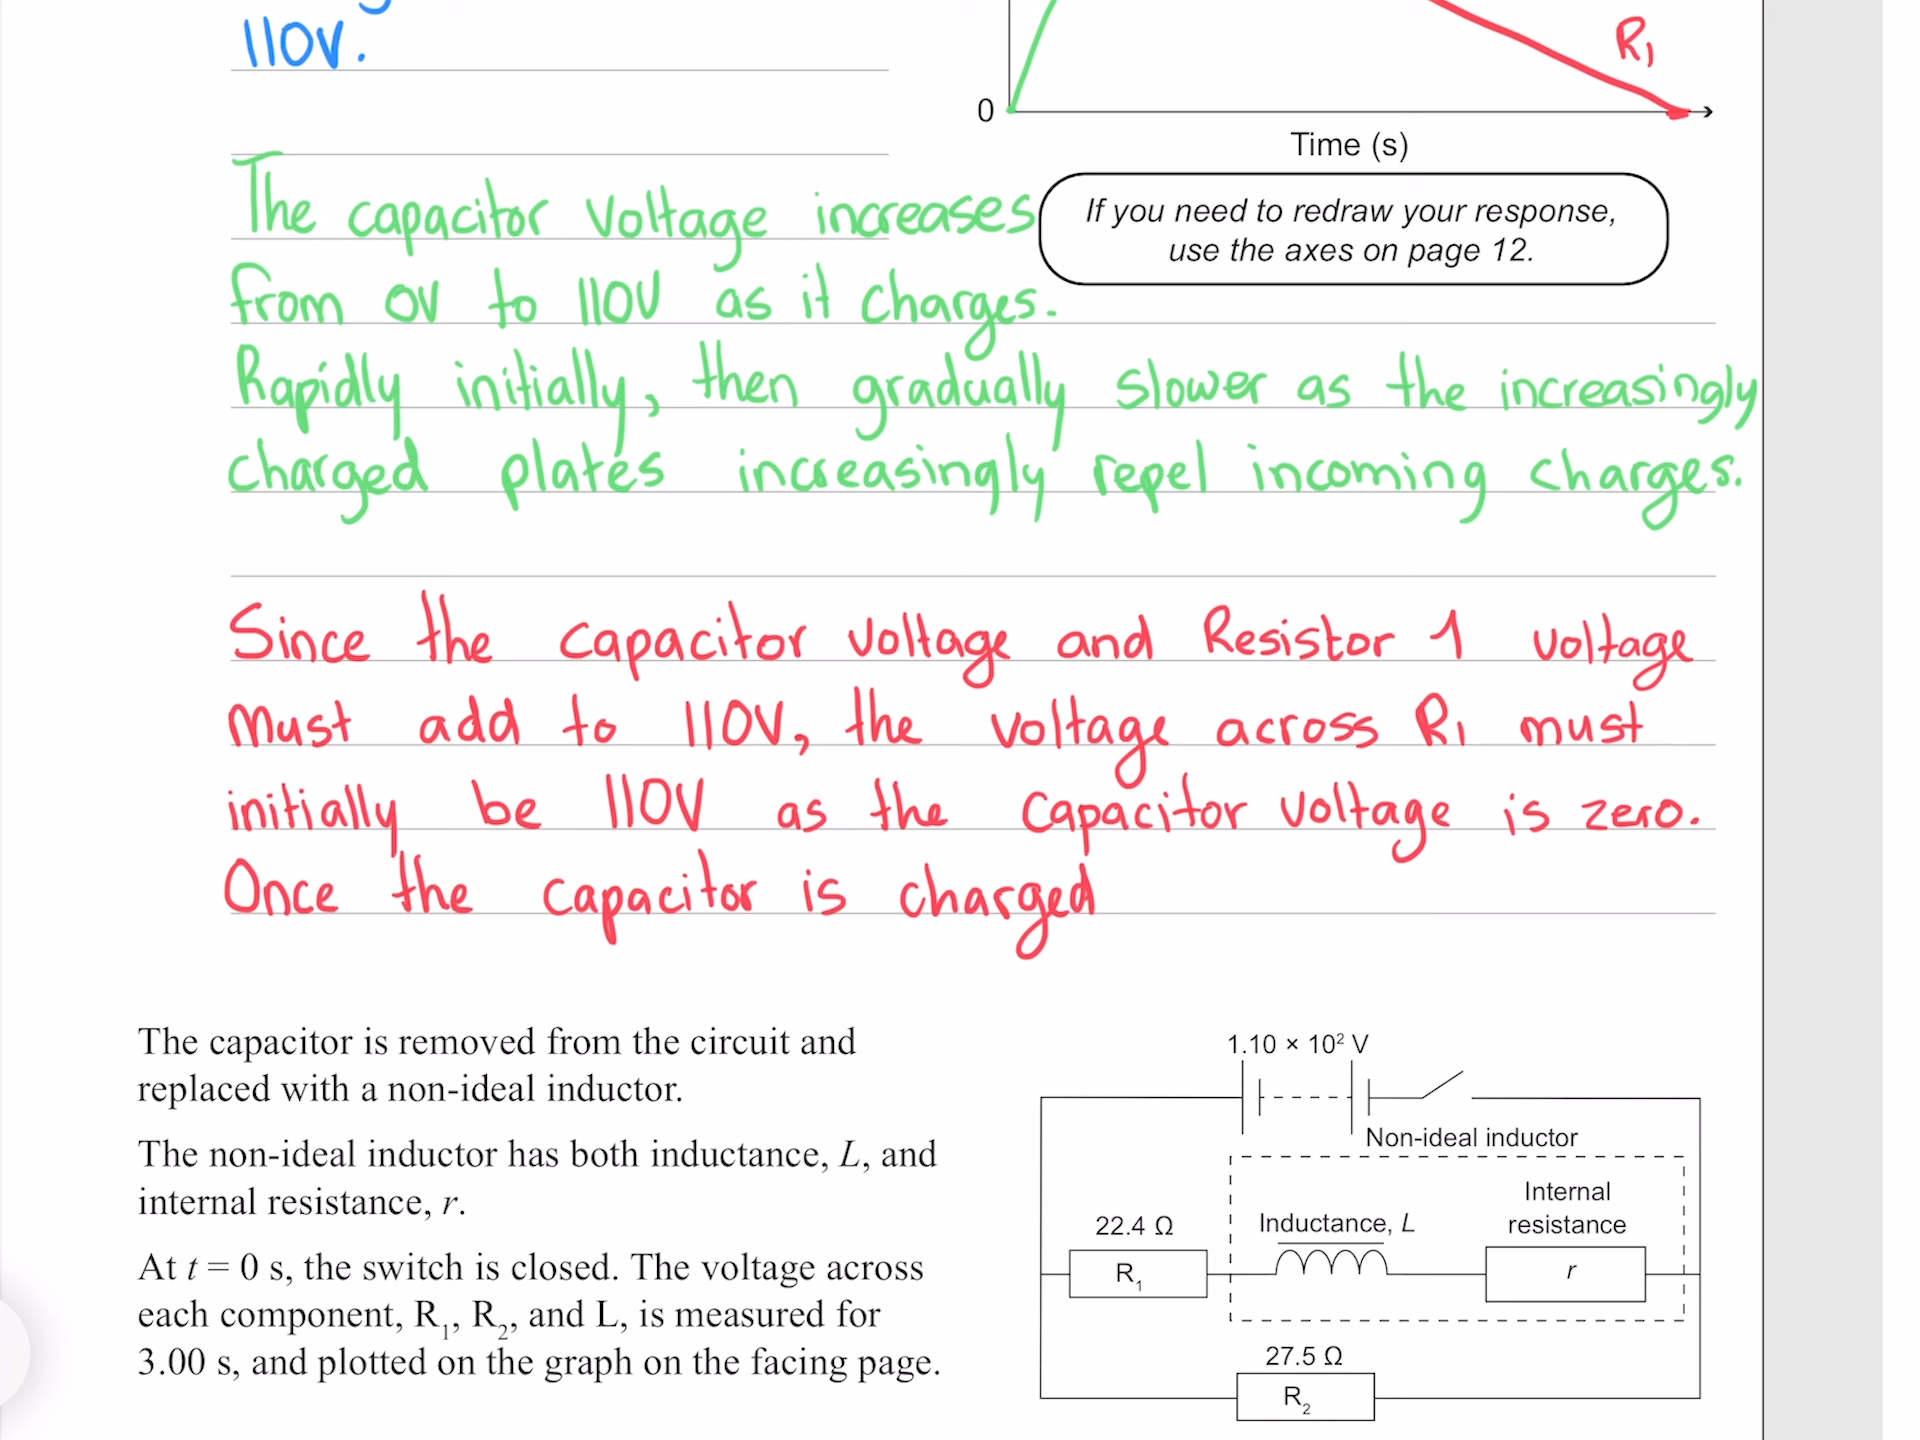 110V.
R1
0
Time (s)
The capacitor voltage increases
If you need to redraw your response,
use the axes on page 12.
from 0V to 110V as it charges.
Rapidly initially, then gradually slower as the increasingly
charged plates increasingly repel incoming charges.
Since the capacitor voltage and Resistor 1 voltage
must add to 110V, the voltage across R1 must
initially be 110V as the capacitor voltage is zero.
Once the capacitor is charged
The capacitor is removed from the circuit and
replaced with a non-ideal inductor.
The non-ideal inductor has both inductance, L, and
internal resistance, r.
At t = 0 s, the switch is closed. The voltage across
each component, R₁, R₂, and L, is measured for
3.00 s, and plotted on the graph on the facing page.
1.10 × 10² V
Non-ideal inductor
Internal
resistance
22.4 Ω
Inductance, L
R₁
r
27.5 Ω
R₂